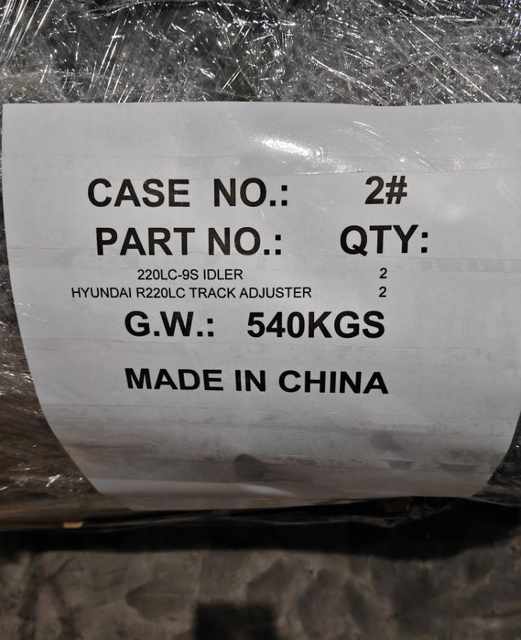 CASE NO.: 2#
PART NO.: QTY:
220LC-9S IDLER 2
HYUNDAI R220LC TRACK ADJUSTER 2
G.W.: 540KGS
MADE IN CHINA